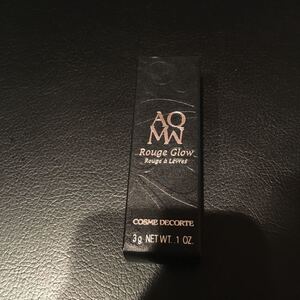 AQ
MW
Rouge Glow
Rouge à Lèvres
COSME DECORTE
3g NET WT. .1 OZ.